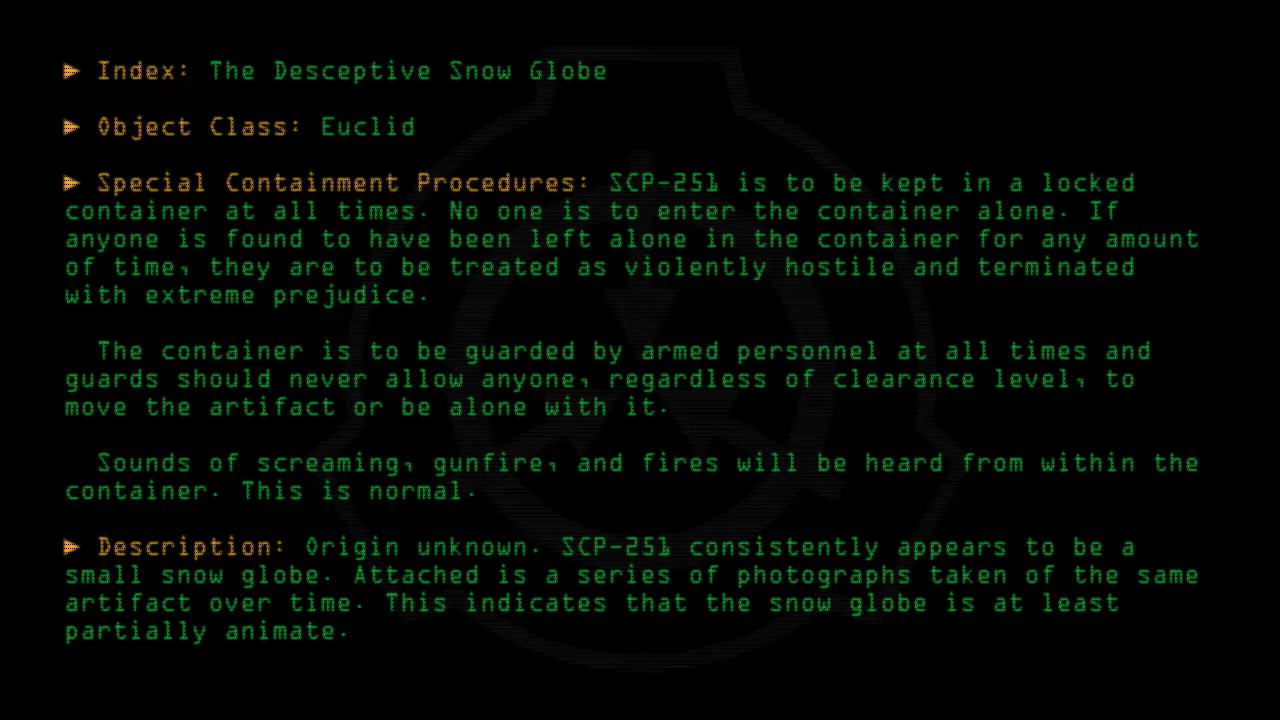 ► Index: The Desceptive Snow Globe
► Object Class: Euclid
► Special Containment Procedures: SCP-251 is to be kept in a locked
container at all times. No one is to enter the container alone. If
anyone is found to have been left alone in the container for any amount
of time, they are to be treated as violently hostile and terminated
with extreme prejudice.
The container is to be guarded by armed personnel at all times and
guards should never allow anyone, regardless of clearance level, to
move the artifact or be alone with it.
Sounds of screaming, gunfire, and fires will be heard from within the
container. This is normal.
► Description: Origin unknown. SCP-251 consistently appears to be a
small snow globe. Attached is a series of photographs taken of the same
artifact over time. This indicates that the snow globe is at least
partially animate.